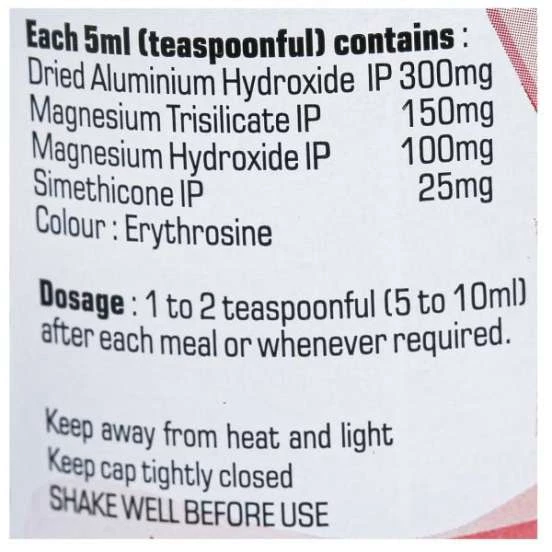 Each 5ml (teaspoonful) contains :
Dried Aluminium Hydroxide IP 300mg
Magnesium Trisilicate IP 150mg
Magnesium Hydroxide IP 100mg
Simethicone IP 25mg
Colour : Erythrosine
Dosage : 1 to 2 teaspoonful (5 to 10ml)
after each meal or whenever required.
Keep away from heat and light
Keep cap tightly closed
SHAKE WELL BEFORE USE